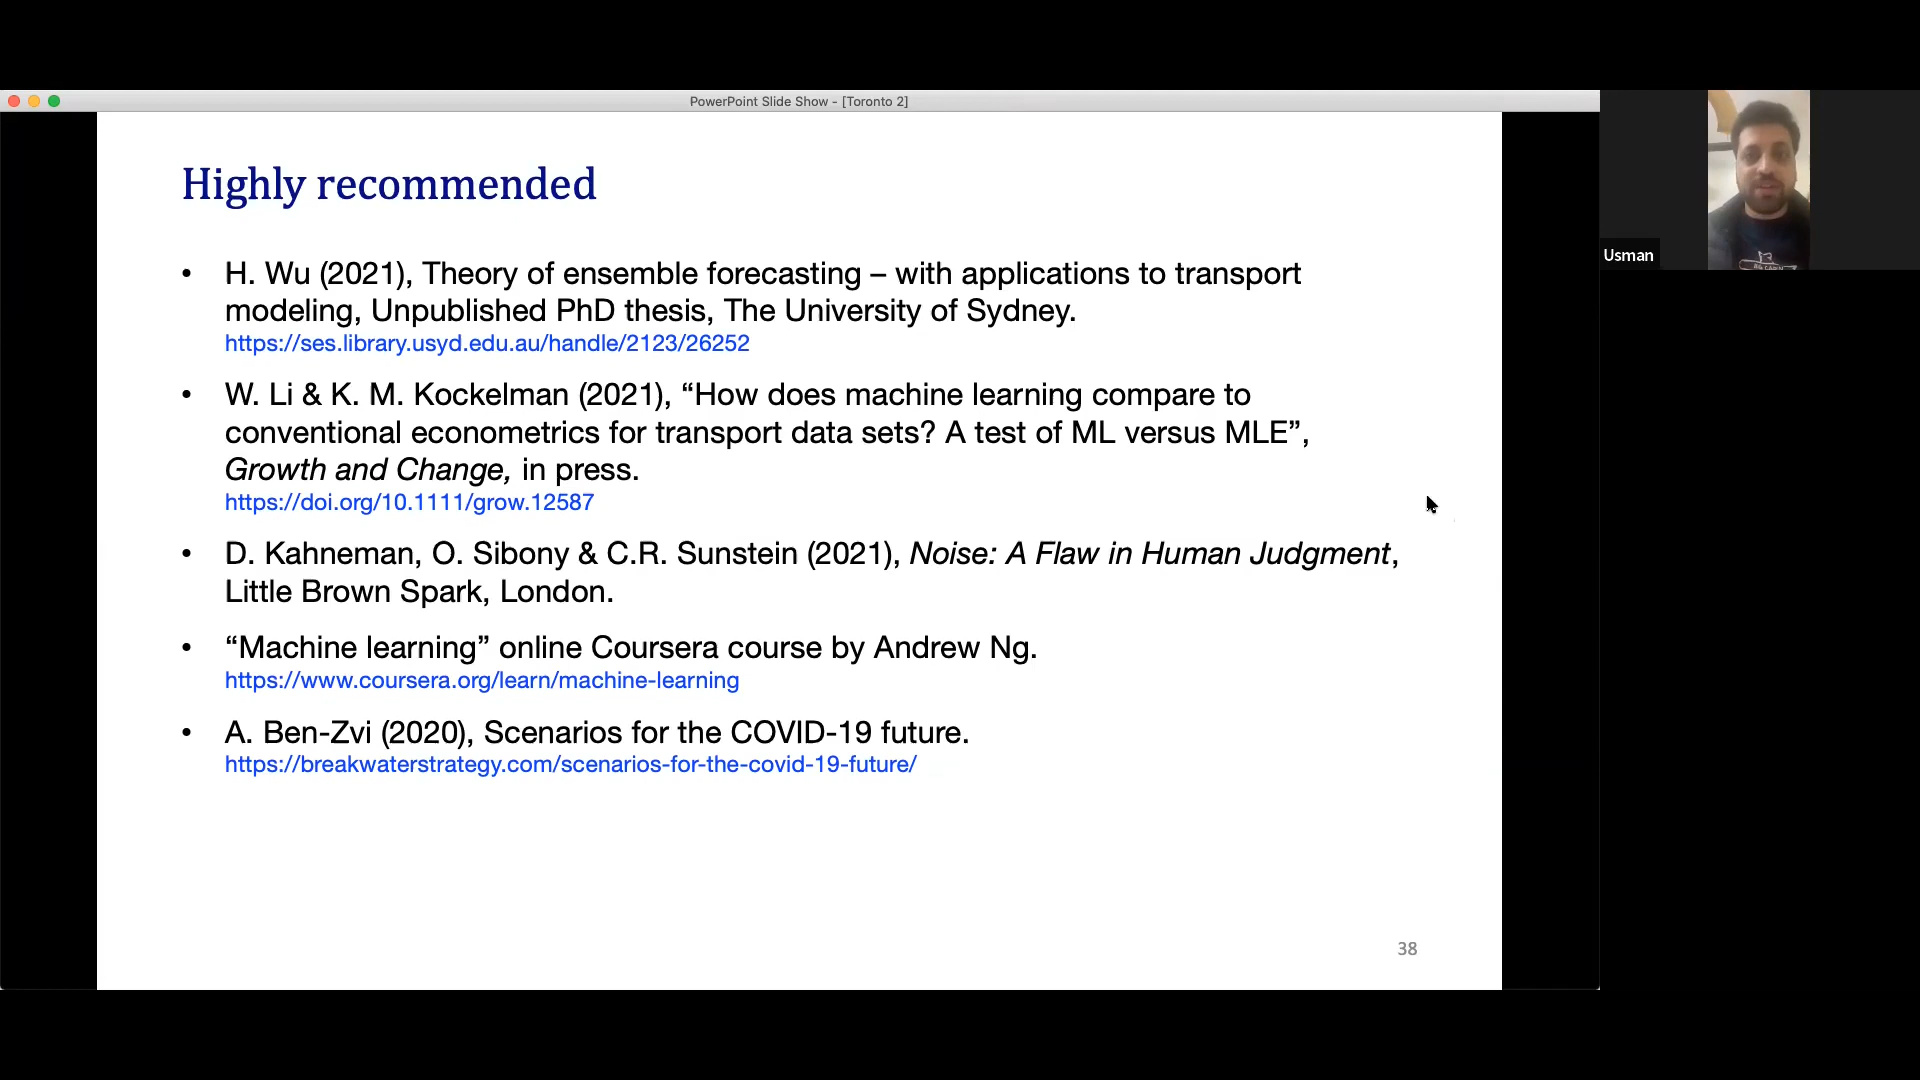 PowerPoint Slide Show - [Toronto 2]
Highly recommended
• H. Wu (2021), Theory of ensemble forecasting – with applications to transport
modeling, Unpublished PhD thesis, The University of Sydney.
https://ses.library.usyd.edu.au/handle/2123/26252
• W. Li & K. M. Kockelman (2021), “How does machine learning compare to
conventional econometrics for transport data sets? A test of ML versus MLE”,
Growth and Change, in press.
https://doi.org/10.1111/grow.12587
• D. Kahneman, O. Sibony & C.R. Sunstein (2021), Noise: A Flaw in Human Judgment,
Little Brown Spark, London.
• “Machine learning” online Coursera course by Andrew Ng.
https://www.coursera.org/learn/machine-learning
• A. Ben-Zvi (2020), Scenarios for the COVID-19 future.
https://breakwaterstrategy.com/scenarios-for-the-covid-19-future/
38
Usman